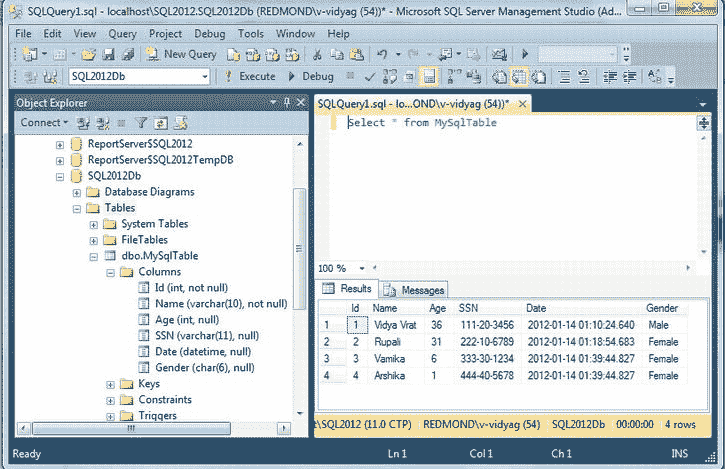 SQLQuery1.sql - localhost\SQL2012.SQL2012Db (REDMOND\v-vidyag (54))* - Microsoft SQL Server Management Studio (Ad...
File Edit View Query Project Debug Tools Window Community Help
New Query
SQL2012Db Execute Debug
Object Explorer
Connect
ReportServer$SQL2012
ReportServer$SQL2012TempDB
SQL2012Db
Database Diagrams
Tables
System Tables
FileTables
dbo.MySqlTable
Columns
Id (int, not null)
Name (varchar(10), not null)
Age (int, null)
SSN (varchar(11), null)
Date (datetime, null)
Gender (char(6), null)
Keys
Constraints
Triggers
SQLQuery1.sql - lo...OND\v-vidyag (54))*
Select * from MySqlTable
100 %
Results Messages
Id Name Age SSN Date Gender
1 1 Vidya Vrat 36 111-20-3456 2012-01-14 01:10:24.640 Male
2 2 Rupali 31 222-10-6789 2012-01-14 01:18:54.683 Female
3 3 Vamika 6 333-30-1234 2012-01-14 01:39:44.827 Female
4 4 Arshika 1 444-40-5678 2012-01-14 01:39:44.827 Female
t\SQL2012 (11.0 CTP) REDMOND\v-vidyag (54) SQL2012Db 00:00:00 4 rows
Ready Ln 1 Col 1 Ch 1 INS